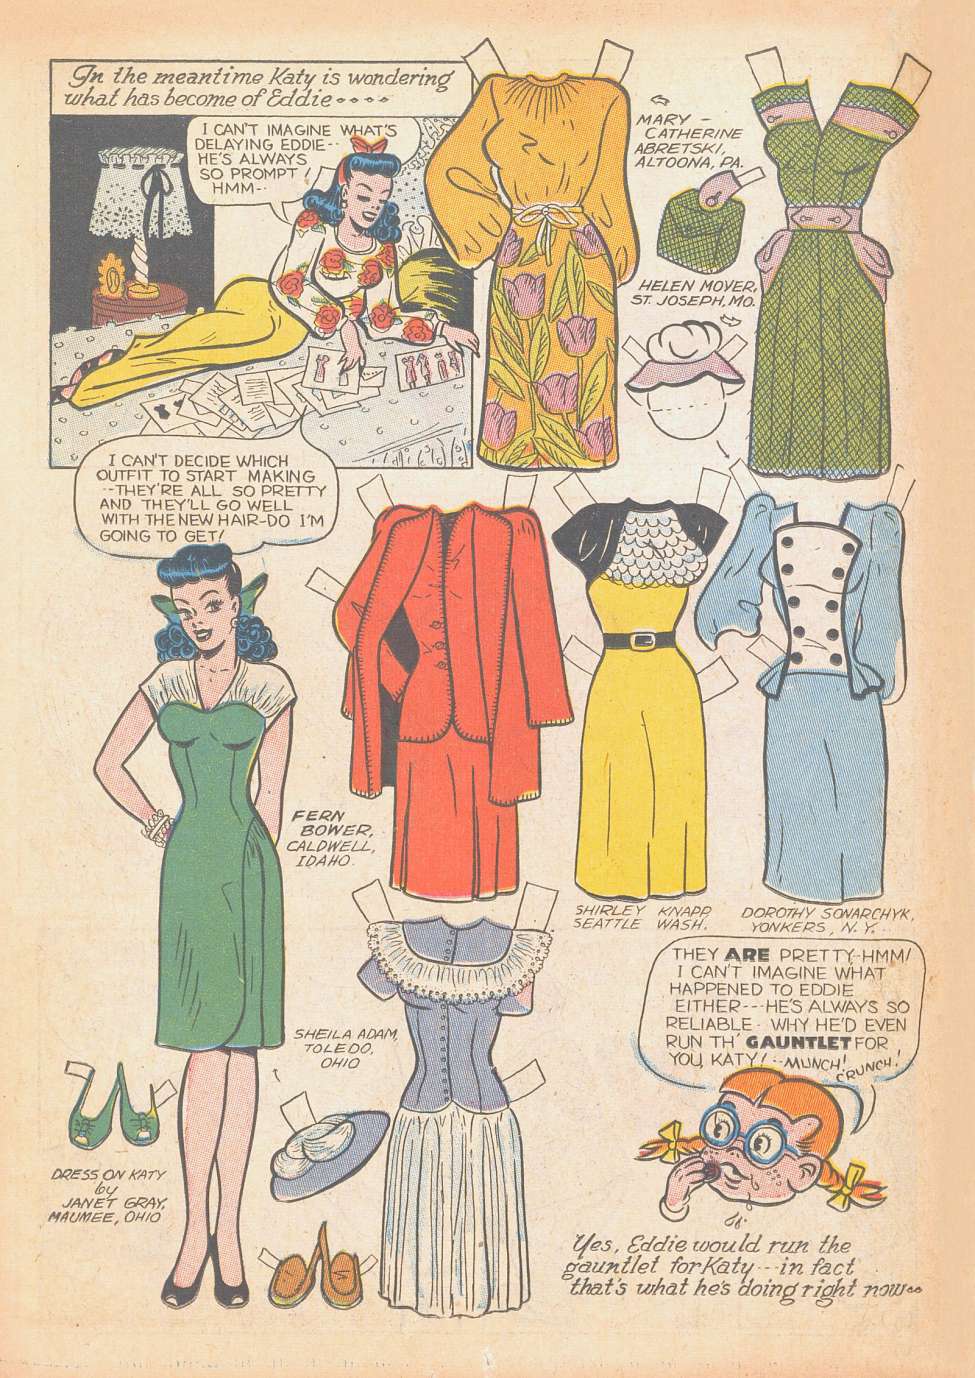 In the meantime Katy is wondering
what has become of Eddie....
I CAN'T IMAGINE WHAT'S
DELAYING EDDIE--
HE'S ALWAYS
SO PROMPT!
HMM--
MARY-
CATHERINE
ABRETSKI,
ALTOONA, PA.
HELEN MOYER,
ST. JOSEPH, MO.
I CAN'T DECIDE WHICH
OUTFIT TO START MAKING
--THEY'RE ALL SO PRETTY
AND THEY'LL GO WELL
WITH THE NEW HAIR-DO I'M
GOING TO GET!
FERN
BOWER,
CALDWELL,
IDAHO.
SHIRLEY KNAPP
SEATTLE WASH.
DOROTHY SONARCHYK,
YONKERS, N.Y.
SHEILA ADAM,
TOLEDO,
OHIO
DRESS ON KATY
by
JANET GRAY,
MAUMEE, OHIO
THEY ARE PRETTY-HMM!
I CAN'T IMAGINE WHAT
HAPPENED TO EDDIE
EITHER---HE'S ALWAYS SO
RELIABLE- WHY HE'D EVEN
RUN TH' GAUNTLET FOR
YOU, KATY! --MUNCH!
CRUNCH!
Yes, Eddie would run the
gauntlet for Katy---in fact
that's what he's doing right now..